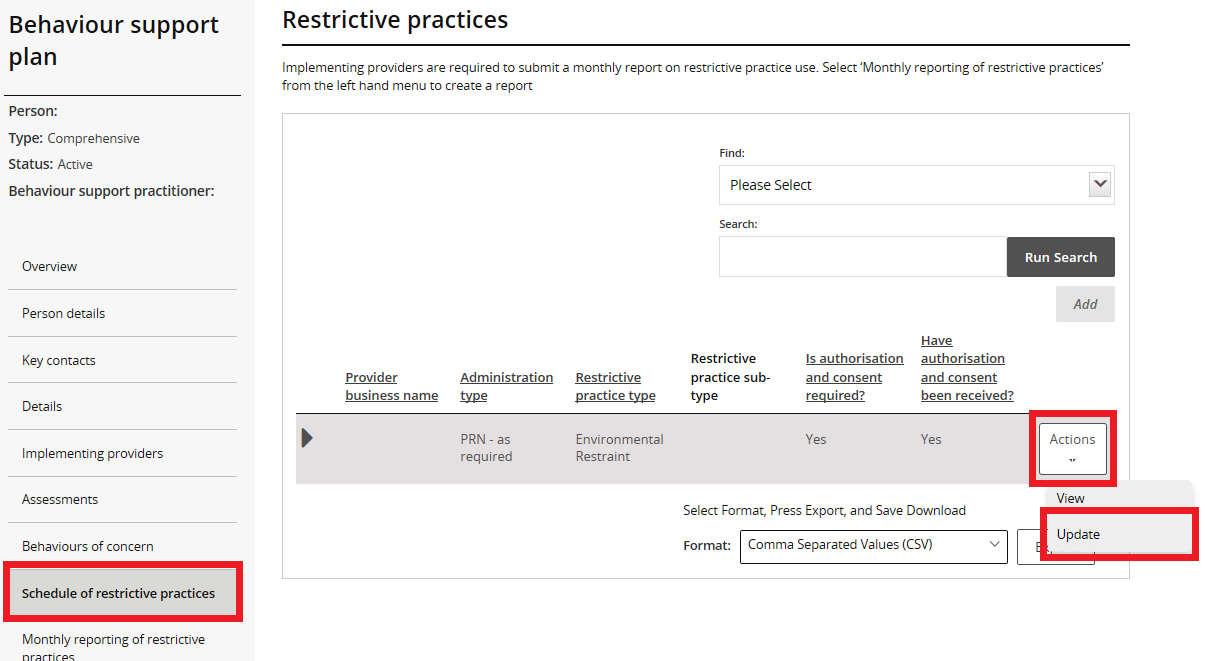 Behaviour support
plan
Person:
Type: Comprehensive
Status: Active
Behaviour support practitioner:
Overview
Person details
Key contacts
Details
Implementing providers
Assessments
Behaviours of concern
Schedule of restrictive practices
Monthly reporting of restrictive
practices
Restrictive practices
Implementing providers are required to submit a monthly report on restrictive practice use. Select ‘Monthly reporting of restrictive practices’
from the left hand menu to create a report
Find:
Please Select
Search:
Run Search
Add
Provider
business name
Administration
type
Restrictive
practice type
Restrictive
practice sub-
type
Is authorisation
and consent
required?
Have
authorisation
and consent
been received?
PRN - as
required
Environmental
Restraint
Yes
Yes
Actions
View
Update
Select Format, Press Export, and Save Download
Format:
Comma Separated Values (CSV)